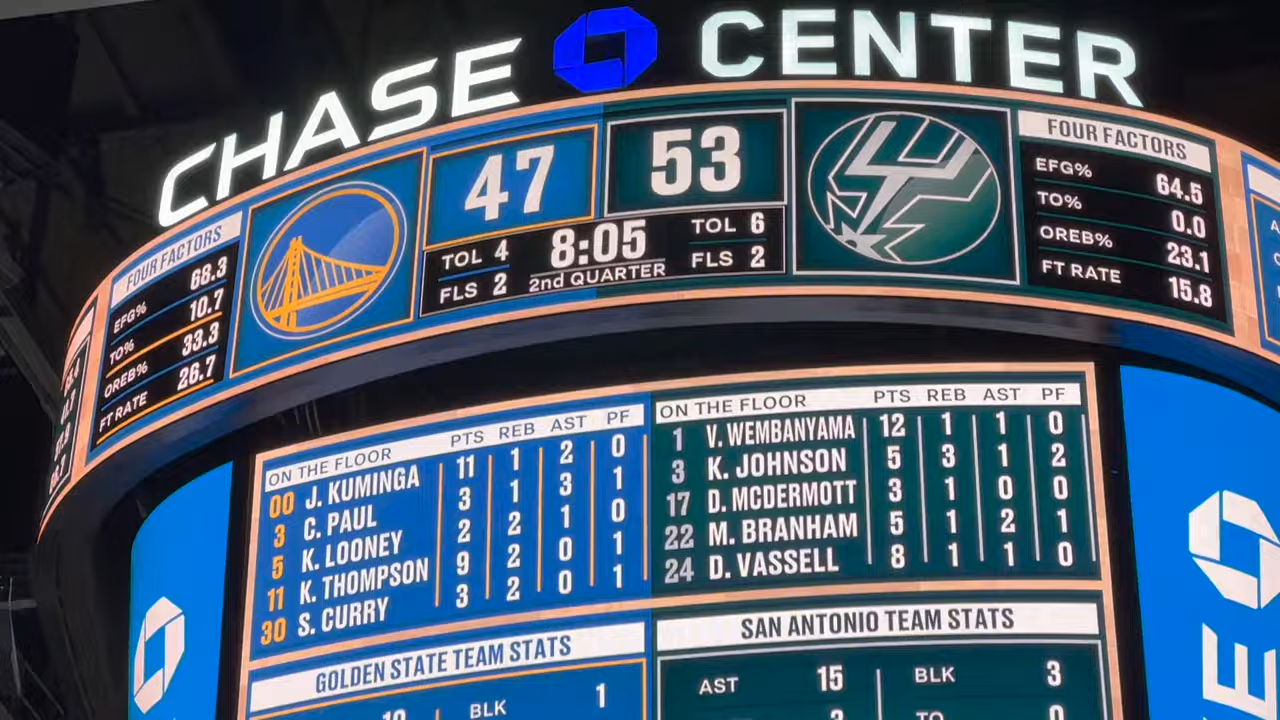 CHASE CENTER
FOUR FACTORS
EFG% 68.3
TO% 10.7
OREB% 33.3
FT RATE 26.7
47
53
TOL 4
FLS 2
8:05
2nd QUARTER
TOL 6
FLS 2
FOUR FACTORS
EFG% 64.5
TO% 0.0
OREB% 23.1
FT RATE 15.8
ON THE FLOOR PTS REB AST PF
00 J. KUMINGA 11 1 2 0
3 C. PAUL 3 1 3 1
5 K. LOONEY 2 2 1 0
11 K. THOMPSON 9 2 0 1
30 S. CURRY 3 2 0 1
ON THE FLOOR PTS REB AST PF
1 V. WEMBANYAMA 12 1 1 0
3 K. JOHNSON 5 3 1 2
17 D. MCDERMOTT 3 1 0 0
22 M. BRANHAM 5 1 2 1
24 D. VASSELL 8 1 1 0
GOLDEN STATE TEAM STATS
BLK 1
SAN ANTONIO TEAM STATS
AST 15 BLK 3